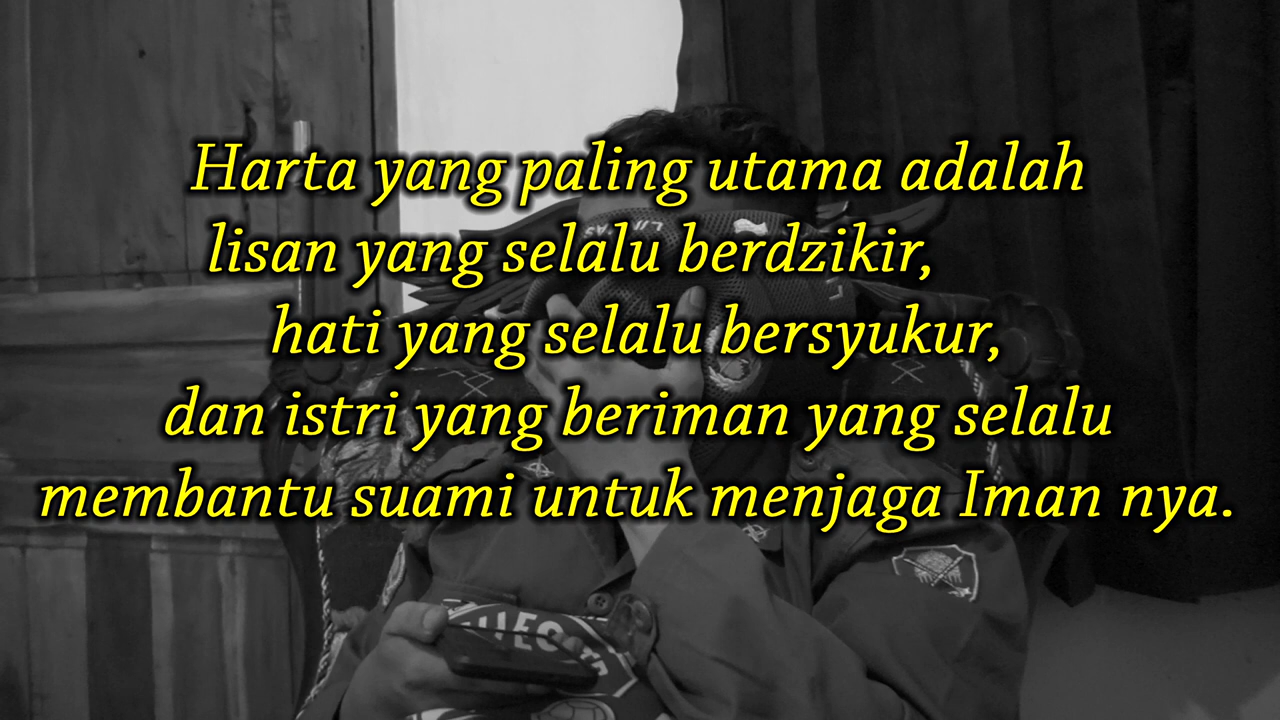 Harta yang paling utama adalah
lisan yang selalu berdzikir,
hati yang selalu bersyukur,
dan istri yang beriman yang selalu
membantu suami untuk menjaga Iman nya.